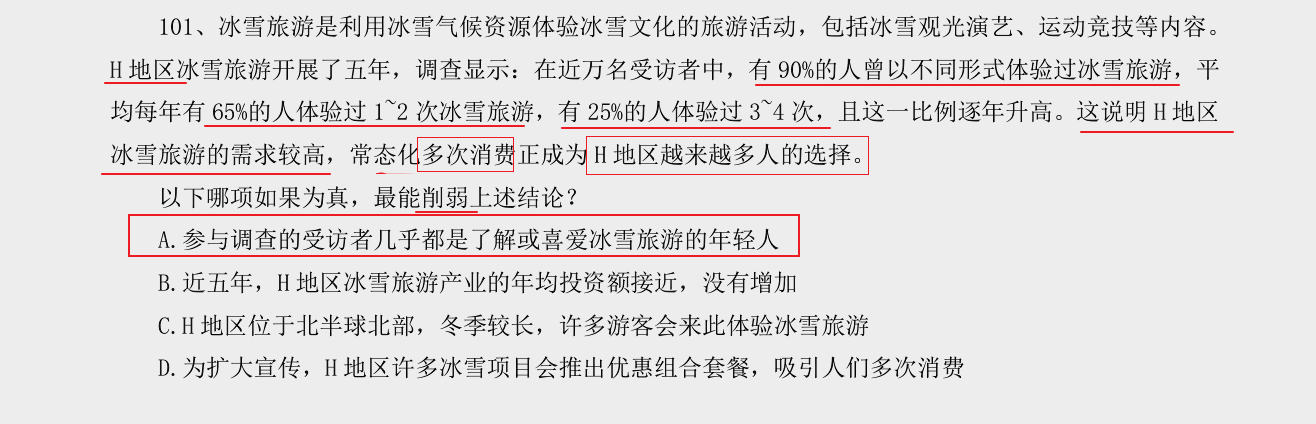 101、冰雪旅游是利用冰雪气候资源体验冰雪文化的旅游活动，包括冰雪观光演艺、运动竞技等内容。
H 地区冰雪旅游开展了五年，调查显示：在近万名受访者中，有 90%的人曾以不同形式体验过冰雪旅游，平
均每年有 65%的人体验过 1~2 次冰雪旅游，有 25%的人体验过 3~4 次，且这一比例逐年升高。这说明 H 地区
冰雪旅游的需求较高，常态化多次消费正成为 H 地区越来越多人的选择。
以下哪项如果为真，最能削弱上述结论？
A.参与调查的受访者几乎都是了解或喜爱冰雪旅游的年轻人
B.近五年，H 地区冰雪旅游产业的年均投资额接近，没有增加
C.H 地区位于北半球北部，冬季较长，许多游客会来此体验冰雪旅游
D.为扩大宣传，H 地区许多冰雪项目会推出优惠组合套餐，吸引人们多次消费